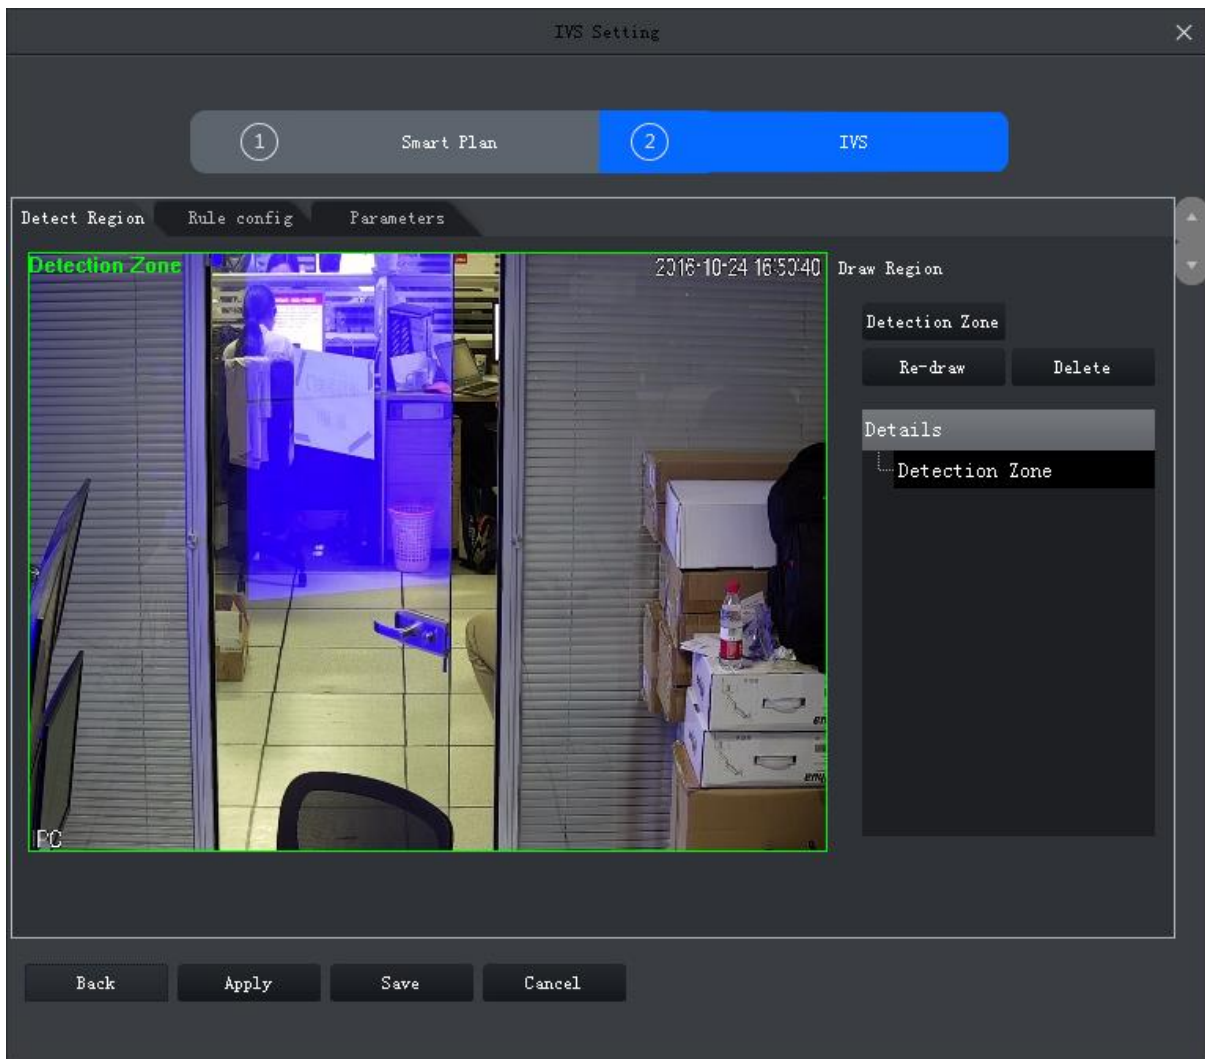 IVS Setting
1 Smart Plan 2 IVS
Detect Region Rule config Parameters
Detection Zone 2016-10-24 16:50:40
Draw Region
Detection Zone
Re-draw Delete
Details
Detection Zone
IPC
Back Apply Save Cancel